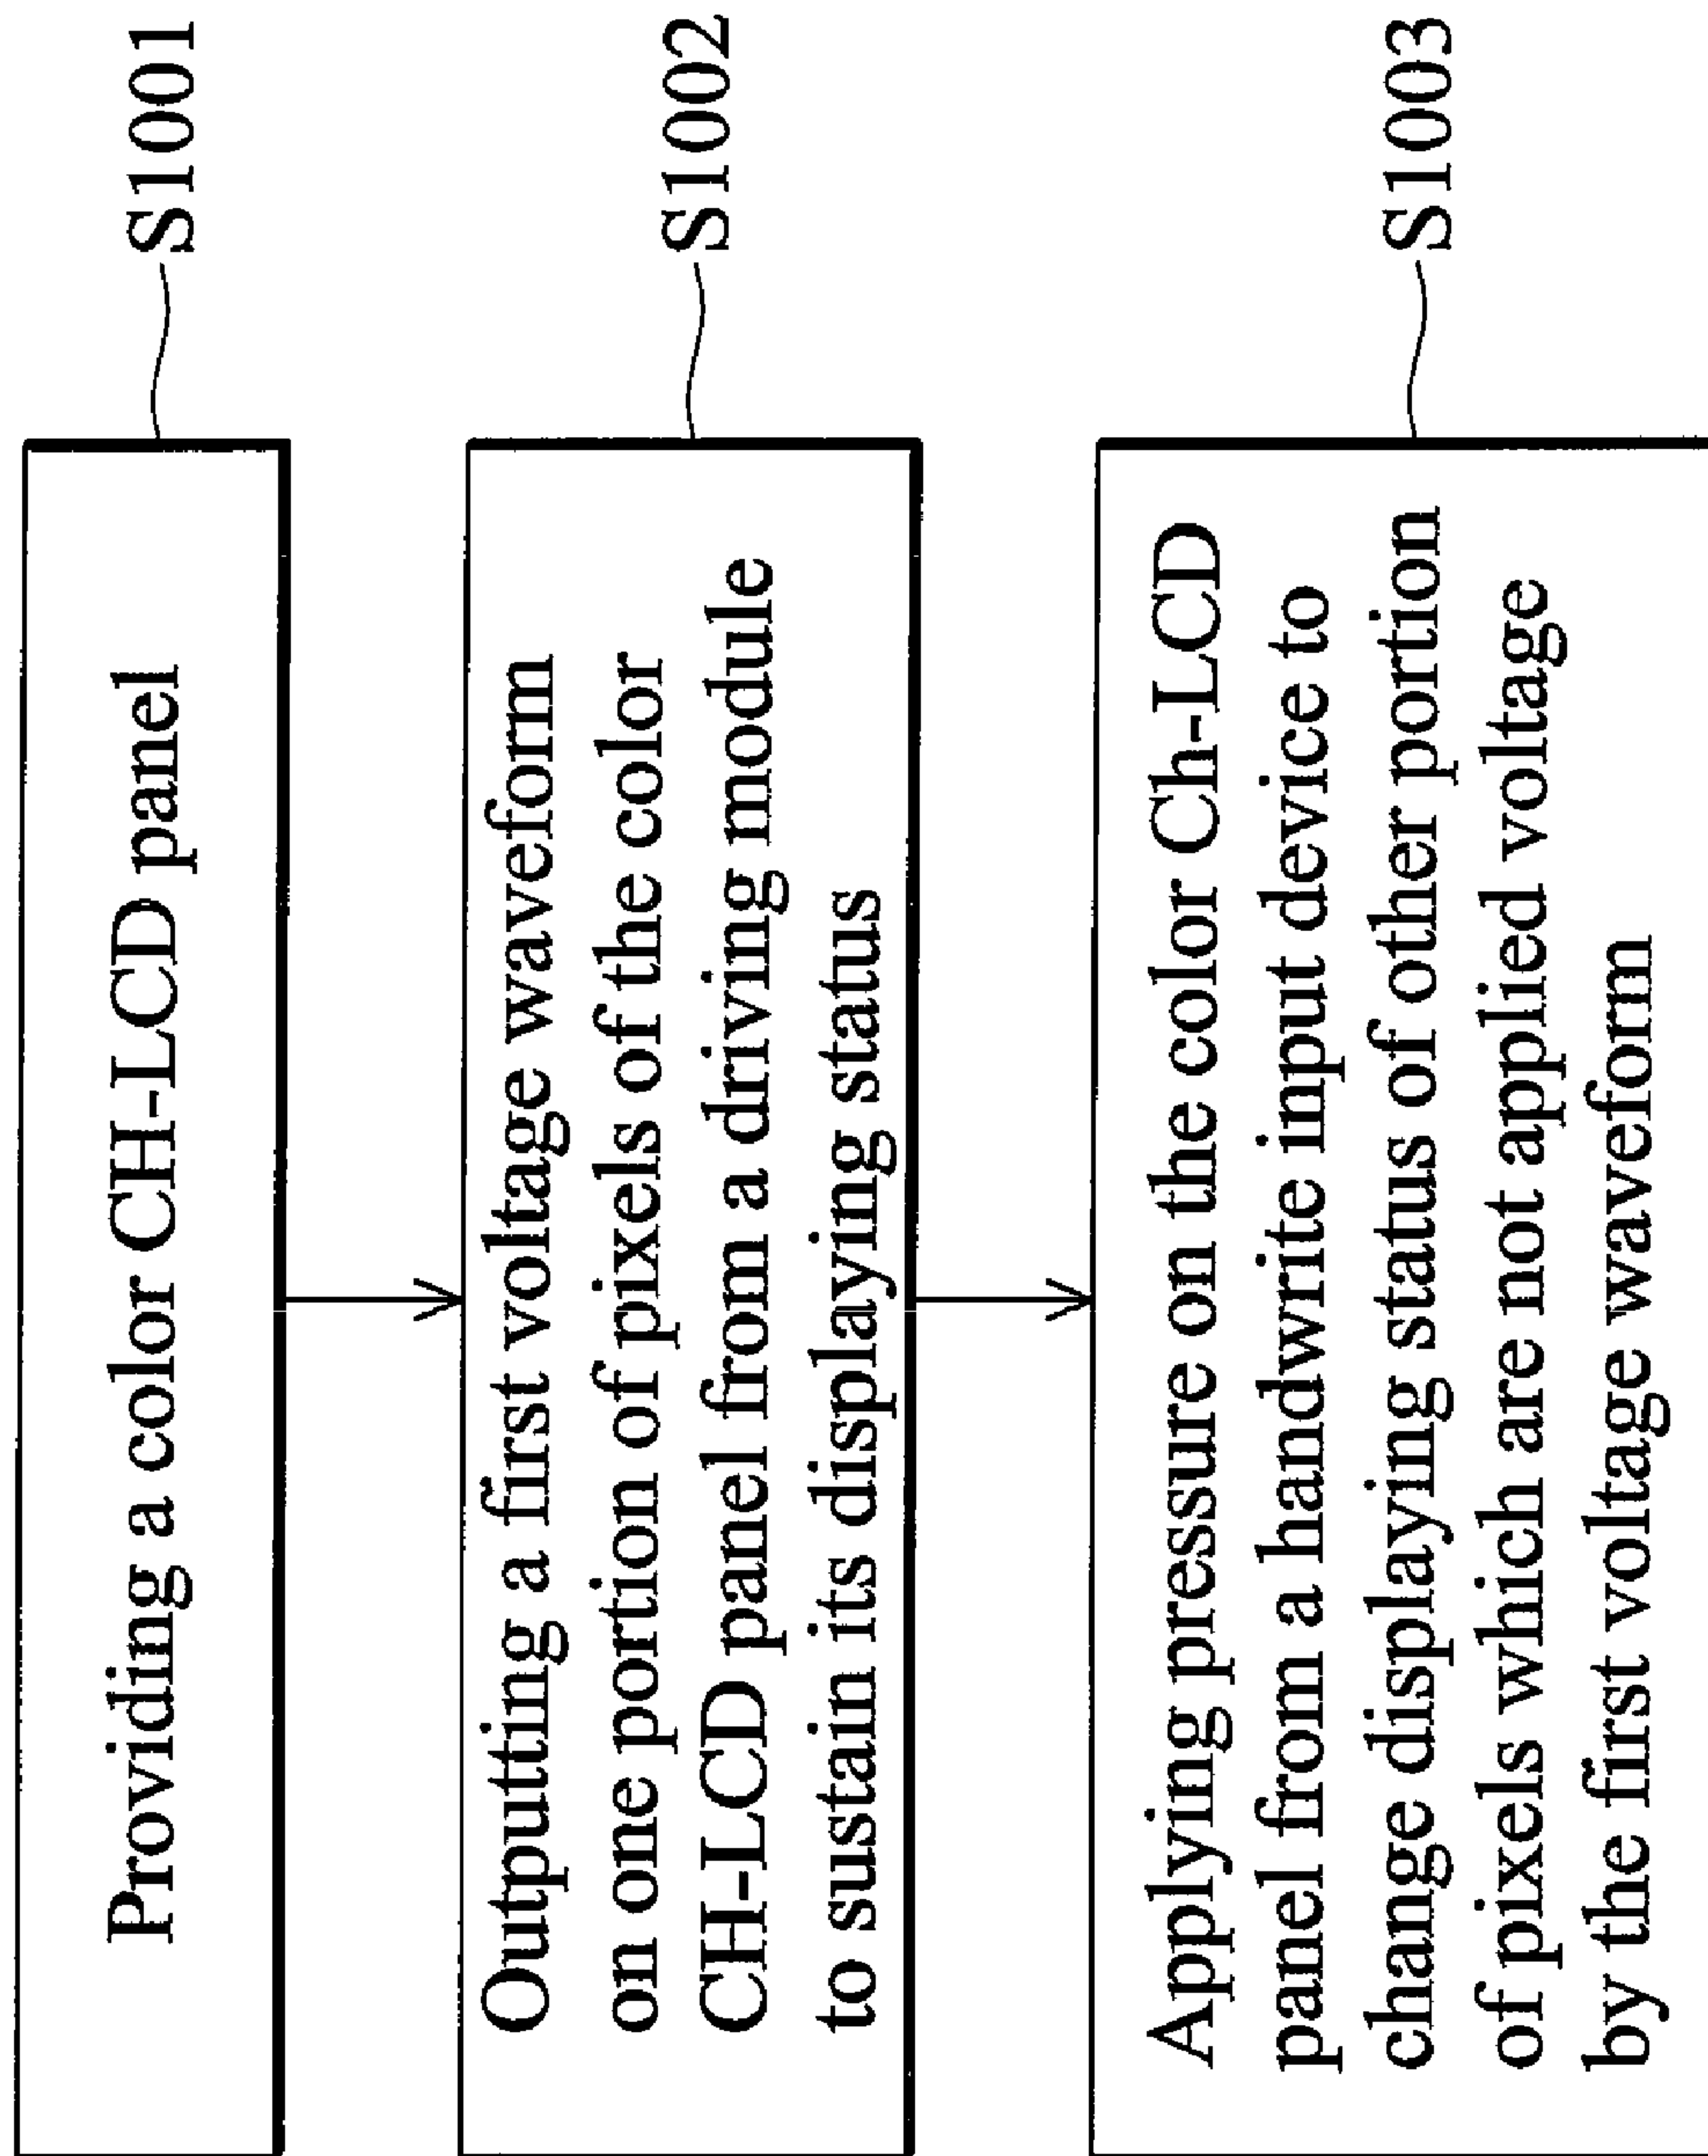 Providing a color CH-LCD panel
S1001
Outputting a first voltage waveform
on one portion of pixels of the color
CH-LCD panel from a driving module
to sustain its displaying status
S1002
Applying pressure on the color Ch-LCD
panel from a handwrite input device to
change displaying status of other portion
of pixels which are not applied voltage
by the first voltage waveform
S1003